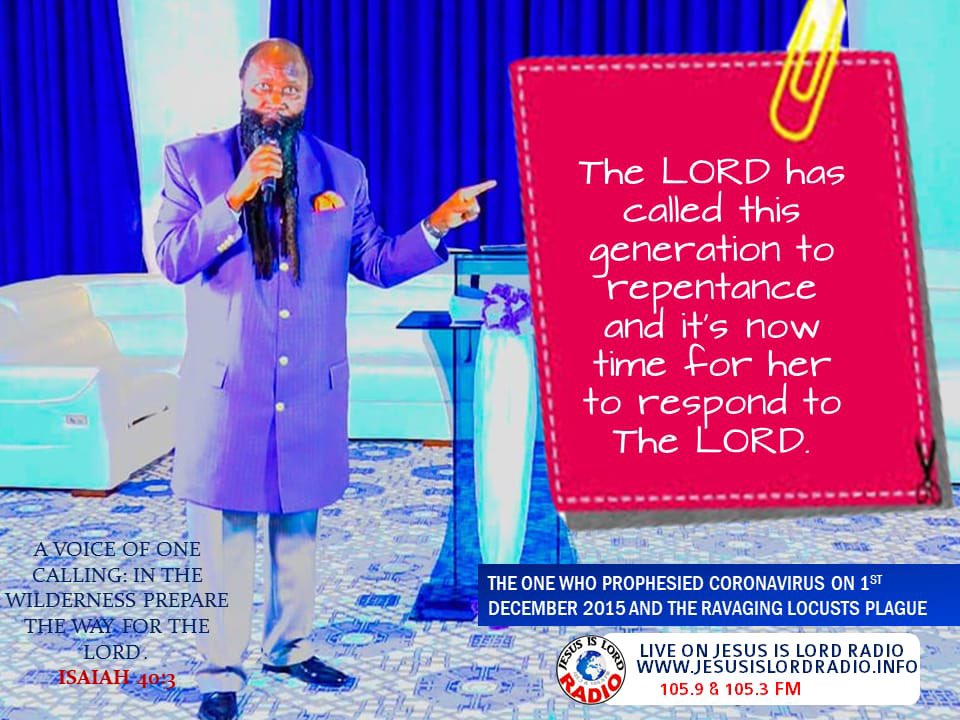 The LORD has
called this
generation to
repentance
and it's now
time for her
to respond to
The LORD.
A VOICE OF ONE
CALLING: IN THE
WILDERNESS PREPARE
THE WAY FOR THE
LORD.
ISAIAH 40:3
THE ONE WHO PROPHESIED CORONAVIRUS ON 1ST
DECEMBER 2015 AND THE RAVAGING LOCUSTS PLAGUE
JESUS IS LORD
RADIO
LIVE ON JESUS IS LORD RADIO
WWW.JESUSISLORDRADIO.INFO
105.9 & 105.3 FM